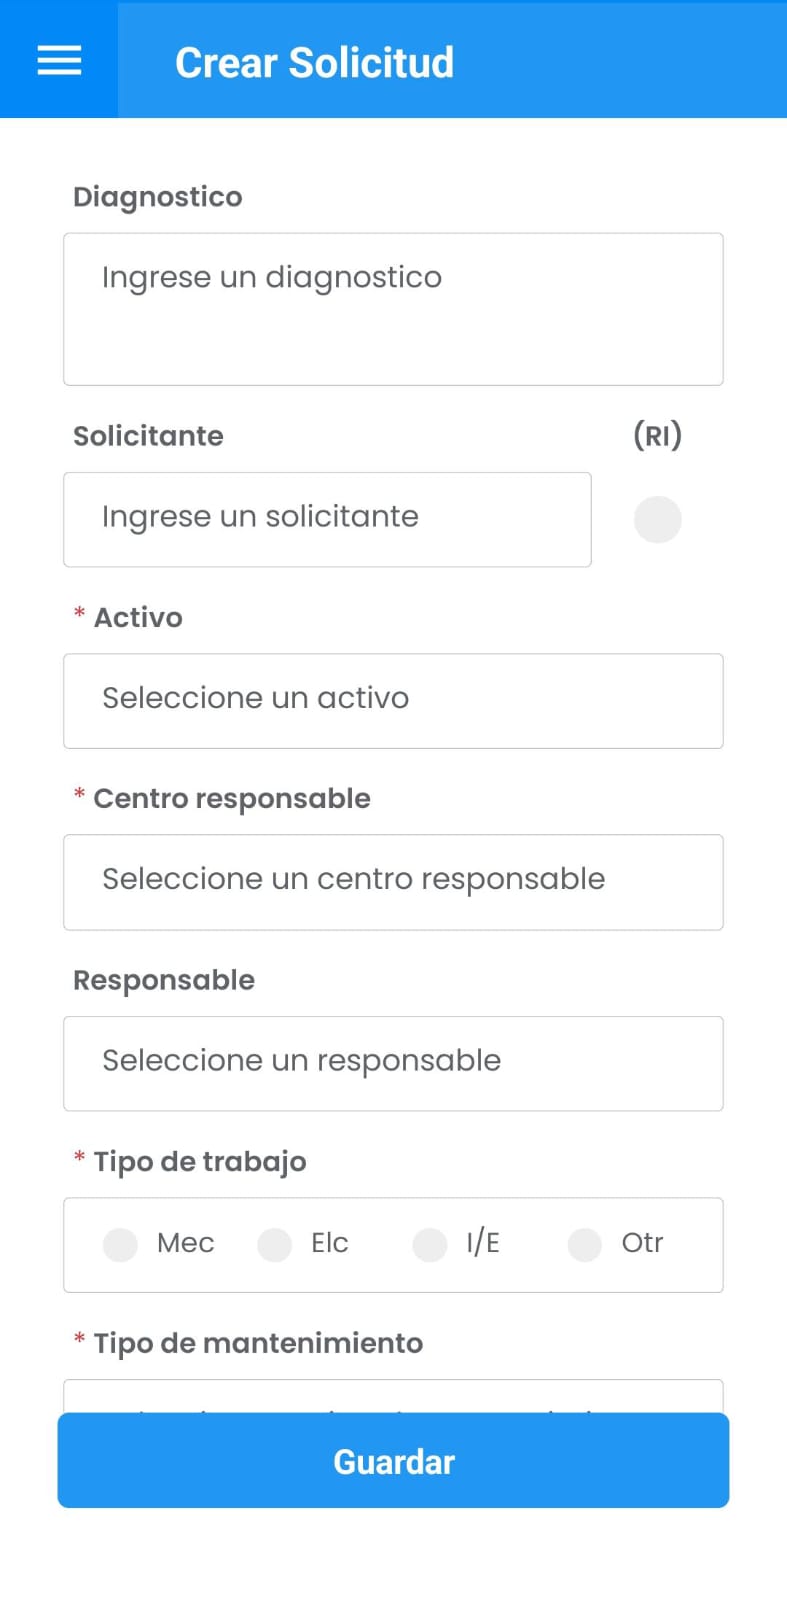 Crear Solicitud
Diagnostico
Ingrese un diagnostico
Solicitante (RI)
Ingrese un solicitante
* Activo
Seleccione un activo
* Centro responsable
Seleccione un centro responsable
Responsable
Seleccione un responsable
* Tipo de trabajo
Mec Elc I/E Otr
* Tipo de mantenimiento
Guardar